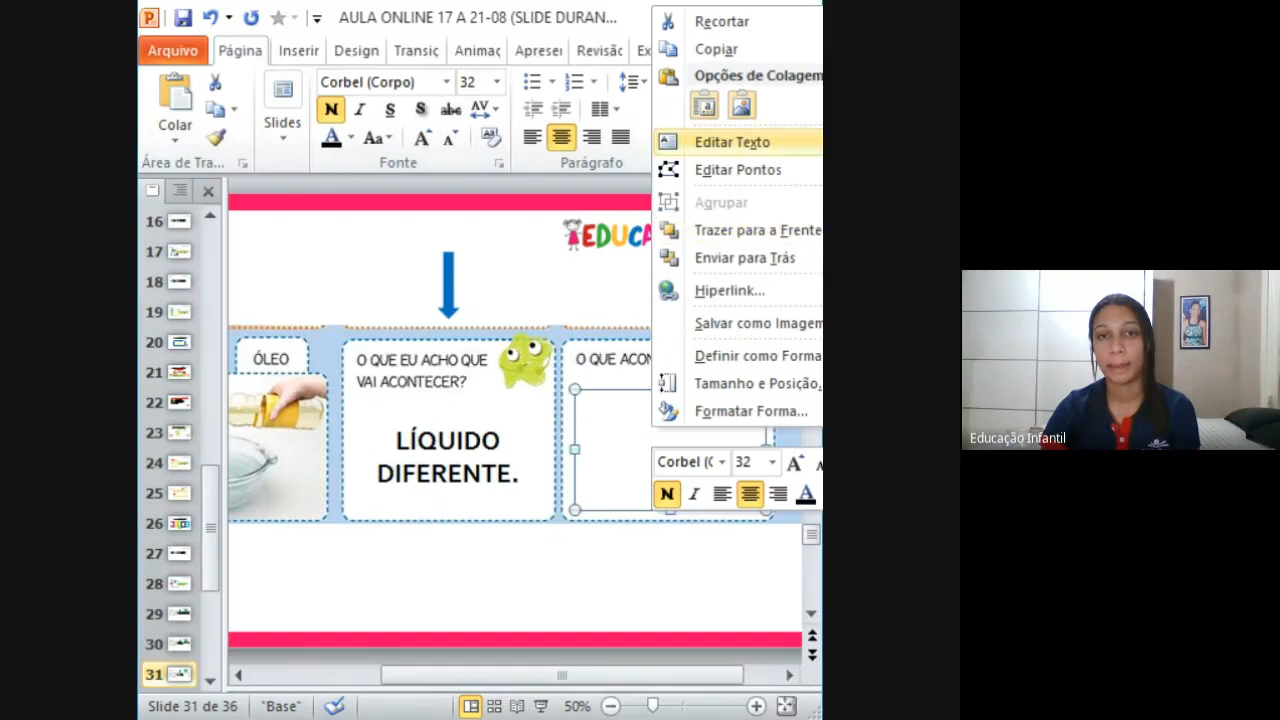 AULA ONLINE 17 A 21-08 (SLIDE DURAN...
Arquivo
Página
Inserir
Design
Transiç
Animaç
Apresei
Revisão
Ex
Colar
Slides
Corbel (Corpo)
32
Área de Tra...
Fonte
Parágrafo
Recortar
Copiar
Opções de Colagem
Editar Texto
Editar Pontos
Agrupar
Trazer para a Frente
Enviar para Trás
Hiperlink...
Salvar como Imagem
Definir como Forma
Tamanho e Posição.
Formatar Forma...
Corbel (C
32
16
17
18
19
20
21
22
23
24
25
26
27
28
29
30
31
EDUCA
ÓLEO
O QUE EU ACHO QUE
VAI ACONTECER?
LÍQUIDO
DIFERENTE.
O QUE ACON
Educação Infantil
Slide 31 de 36
"Base"
50%